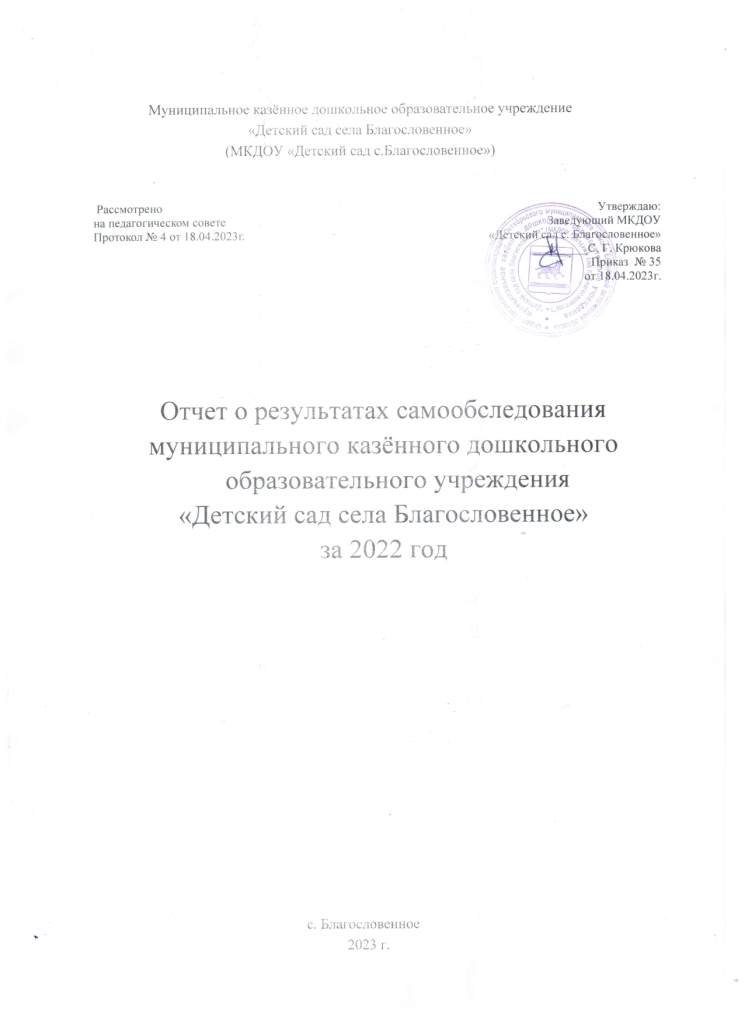 Муниципальное казённое дошкольное образовательное учреждение
«Детский сад села Благословенное»
(МКДОУ «Детский сад с.Благословенное»)
Рассмотрено
на педагогическом совете
Протокол № 4 от 18.04.2023г.
Утверждаю:
Заведующий МКДОУ
«Детский сад с. Благословенное»
С. Г. Крюкова
Приказ № 35
от 18.04.2023г.
Отчет о результатах самообследования
муниципального казённого дошкольного
образовательного учреждения
«Детский сад села Благословенное»
за 2022 год
с. Благословенное
2023 г.